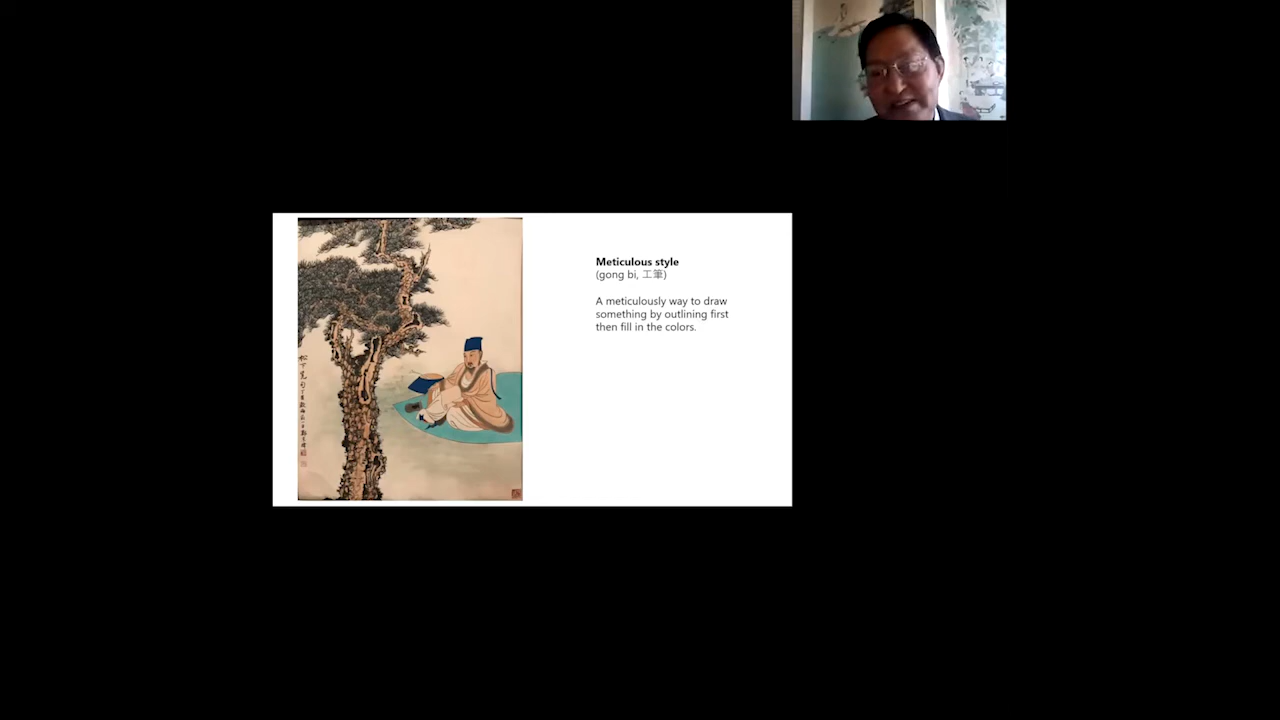 Meticulous style
(gong bi, 工筆)
A meticulously way to draw
something by outlining first
then fill in the colors.